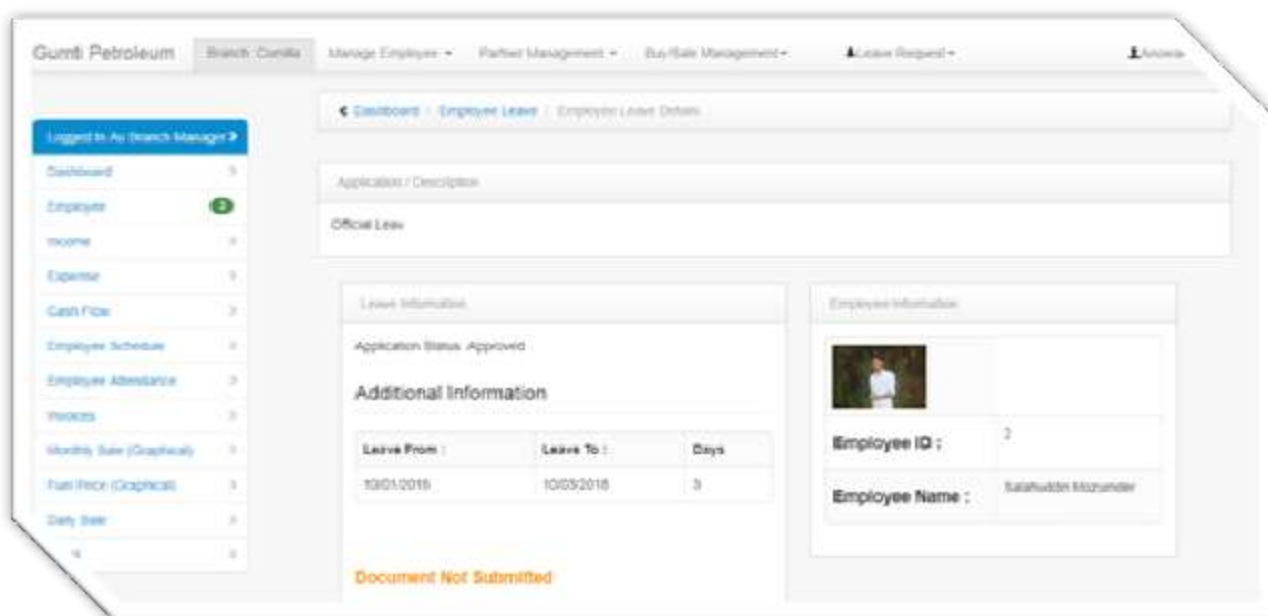 Gumti Petroleum Branch: Comilla Manage Employee Partner Management Buy/Sale Management Leave Request
Dashboard / Employee Leave / Employee Leave Details
Logged In As Branch Manager
Dashboard
Employee
Income
Expense
Cash Flow
Employee Schedule
Employee Attendance
Invoices
Monthly Sale (Graphical)
Fuel Price (Graphical)
Daily Sale
Application / Description
Official Leav
Leave Information
Application Status: Approved
Additional Information
Leave From : Leave To : Days
10/01/2018 10/03/2018 3
Document Not Submitted
Employee Information
Employee ID : 2
Employee Name : Salahuddin Mozumder